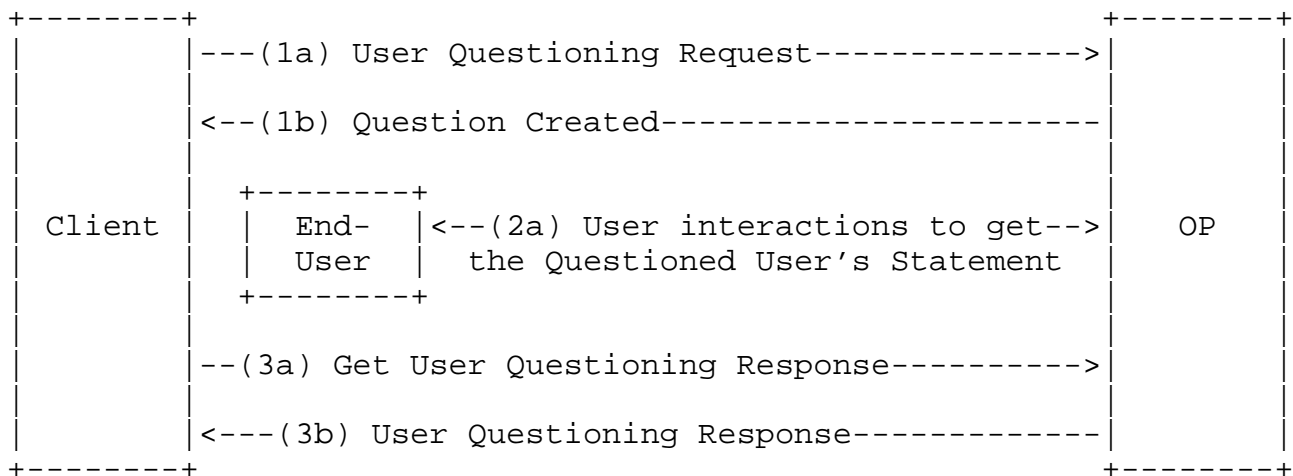 (1a) User Questioning Request
(1b) Question Created
Client End- (2a) User interactions to get OP
User the Questioned User's Statement
(3a) Get User Questioning Response
(3b) User Questioning Response